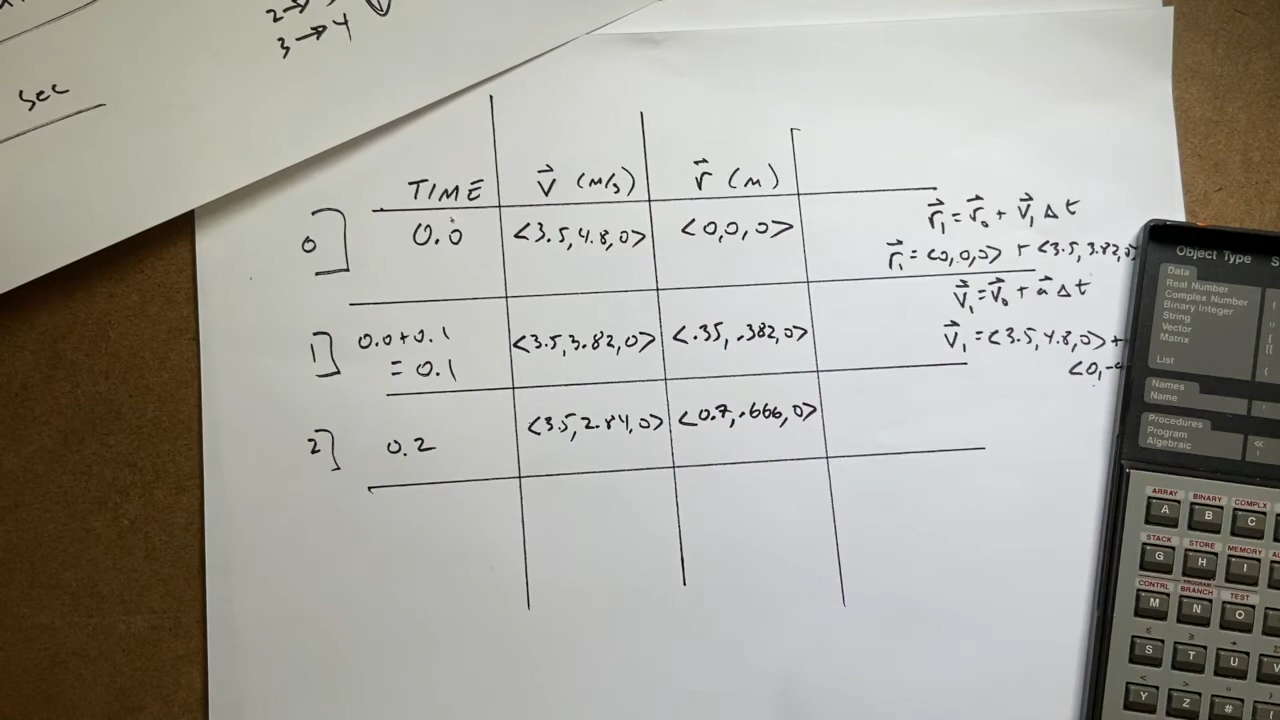 2→
3→4
sec
TIME v⃗ (m/s) r⃗ (m)
0] 0.0 <3.5,4.8,0> <0,0,0>
1] 0.0+0.1 <3.5,3.82,0> <.35,.382,0>
= 0.1
2] 0.2 <3.5,2.84,0> <0.7,.666,0>
r⃗₁ = r⃗₀ + v⃗₁ Δt
r⃗₁ = <0,0,0> + <3.5,3.82,0
v⃗₁ = v⃗₀ + a⃗ Δt
v⃗₁ = <3.5,4.8,0> +
<0,-
Object Type
Data
Real Number
Complex Number
Binary Integer
String
Vector
Matrix
List
Names
Name
Procedures
Program
Algebraic
ARRAY BINARY COMPLX
A B C
STACK STORE MEMORY
G H I
CONTRL PROGRAM BRANCH TEST
M N O
≤ ≥
S T U
< >
Y Z #